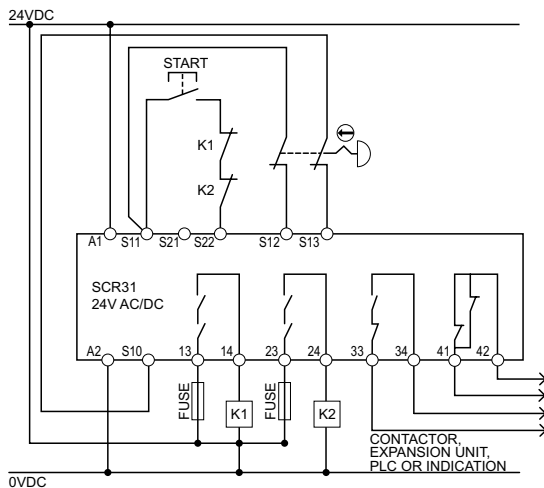 24VDC
START
K1
K2
A1 S11 S21 S22 S12 S13
SCR31
24V AC/DC
A2 S10 13 14 23 24 33 34 41 42
FUSE K1 FUSE K2
CONTACTOR,
EXPANSION UNIT,
PLC OR INDICATION
0VDC